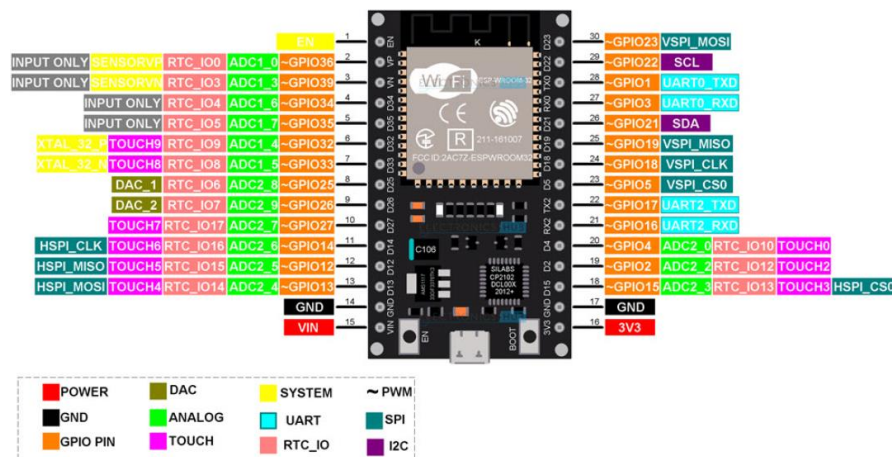 EN 1 EN K D23 30 ~GPIO23 VSPI_MOSI
INPUT ONLY SENSORVP RTC_IO0 ADC1_0 ~GPIO36 2 VP D22 29 ~GPIO22 SCL
INPUT ONLY SENSORVN RTC_IO3 ADC1_3 ~GPIO39 3 VN Wi Fi TX0 28 ~GPIO1 UART0_TXD
INPUT ONLY RTC_IO4 ADC1_6 ~GPIO34 4 D34 CE RX0 27 ~GPIO3 UART0_RXD
INPUT ONLY RTC_IO5 ADC1_7 ~GPIO35 5 D35 D21 26 ~GPIO21 SDA
XTAL_32_P TOUCH9 RTC_IO9 ADC1_4 ~GPIO32 6 D32 R 211-161007 D19 25 ~GPIO19 VSPI_MISO
XTAL_32_N TOUCH8 RTC_IO8 ADC1_5 ~GPIO33 7 D33 FCC ID:2AC7Z-ESPWROOM32 D18 24 ~GPIO18 VSPI_CLK
DAC_1 RTC_IO6 ADC2_8 ~GPIO25 8 D25 D5 23 ~GPIO5 VSPI_CS0
DAC_2 RTC_IO7 ADC2_9 ~GPIO26 9 D26 TX2 22 ~GPIO17 UART2_TXD
TOUCH7 RTC_IO17 ADC2_7 ~GPIO27 10 D27 ELECTRONICS HUB RX2 21 ~GPIO16 UART2_RXD
HSPI_CLK TOUCH6 RTC_IO16 ADC2_6 ~GPIO14 11 D14 C106 D4 20 ~GPIO4 ADC2_0 RTC_IO10 TOUCH0
HSPI_MISO TOUCH5 RTC_IO15 ADC2_5 ~GPIO12 12 D12 SILABS D2 19 ~GPIO2 ADC2_2 RTC_IO12 TOUCH2
HSPI_MOSI TOUCH4 RTC_IO14 ADC2_4 ~GPIO13 13 D13 CP2102 D15 18 ~GPIO15 ADC2_3 RTC_IO13 TOUCH3 HSPI_CS0
DCL00X
2012+
GND 14 GND GND 17 GND
VIN 15 VIN EN BOOT 3V3 16 3V3
POWER DAC SYSTEM ~ PWM
GND ANALOG UART SPI
GPIO PIN TOUCH RTC_IO I2C